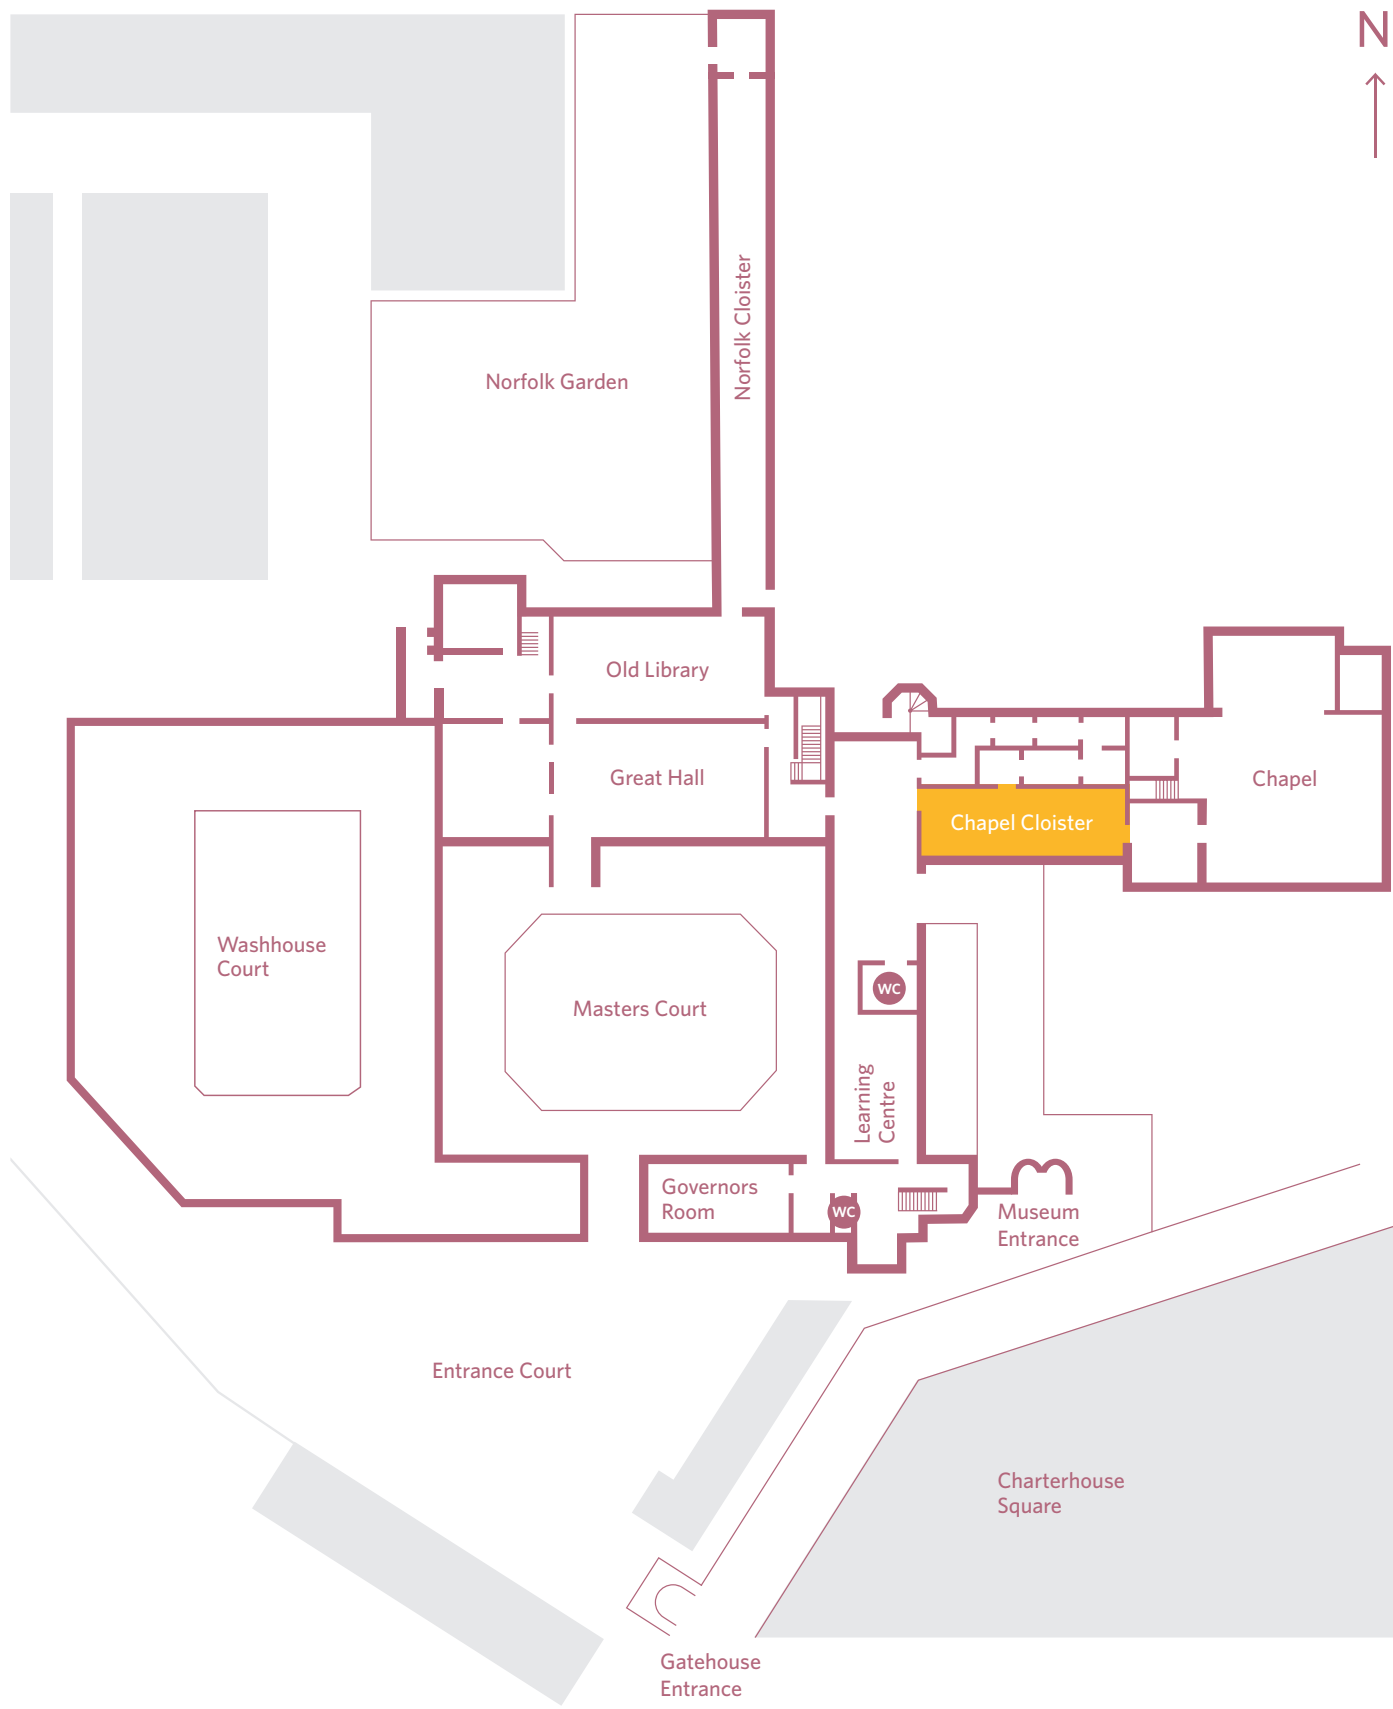 N
Norfolk Cloister
Norfolk Garden
Old Library
Great Hall
Chapel
Chapel Cloister
Washhouse
Court
Masters Court
WC
Learning
Centre
Governors
Room
WC
Museum
Entrance
Entrance Court
Charterhouse
Square
Gatehouse
Entrance